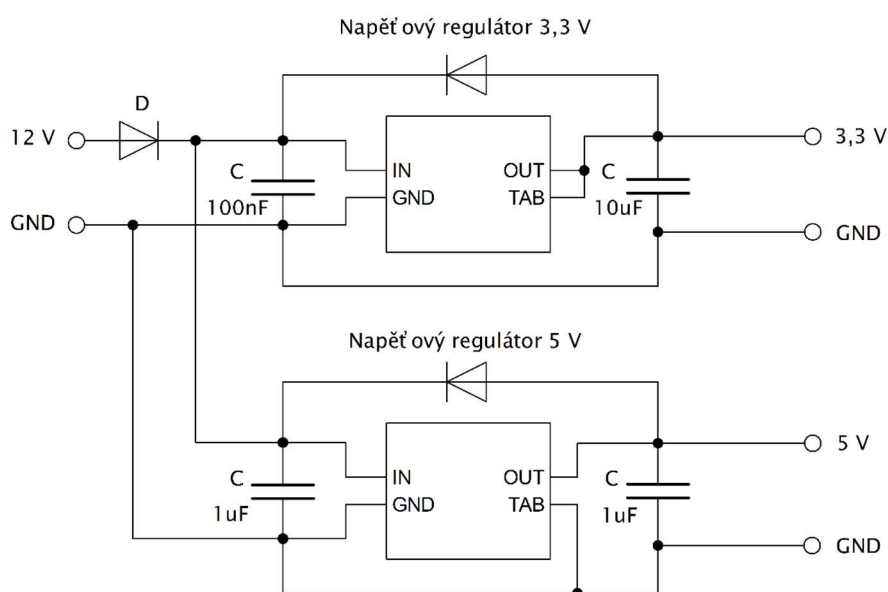 Napěťový regulátor 3,3 V
D
12 V
3,3 V
IN
OUT
C
C
GND
TAB
100nF
10uF
GND
GND
Napěťový regulátor 5 V
5 V
IN
OUT
C
C
GND
TAB
1uF
1uF
GND